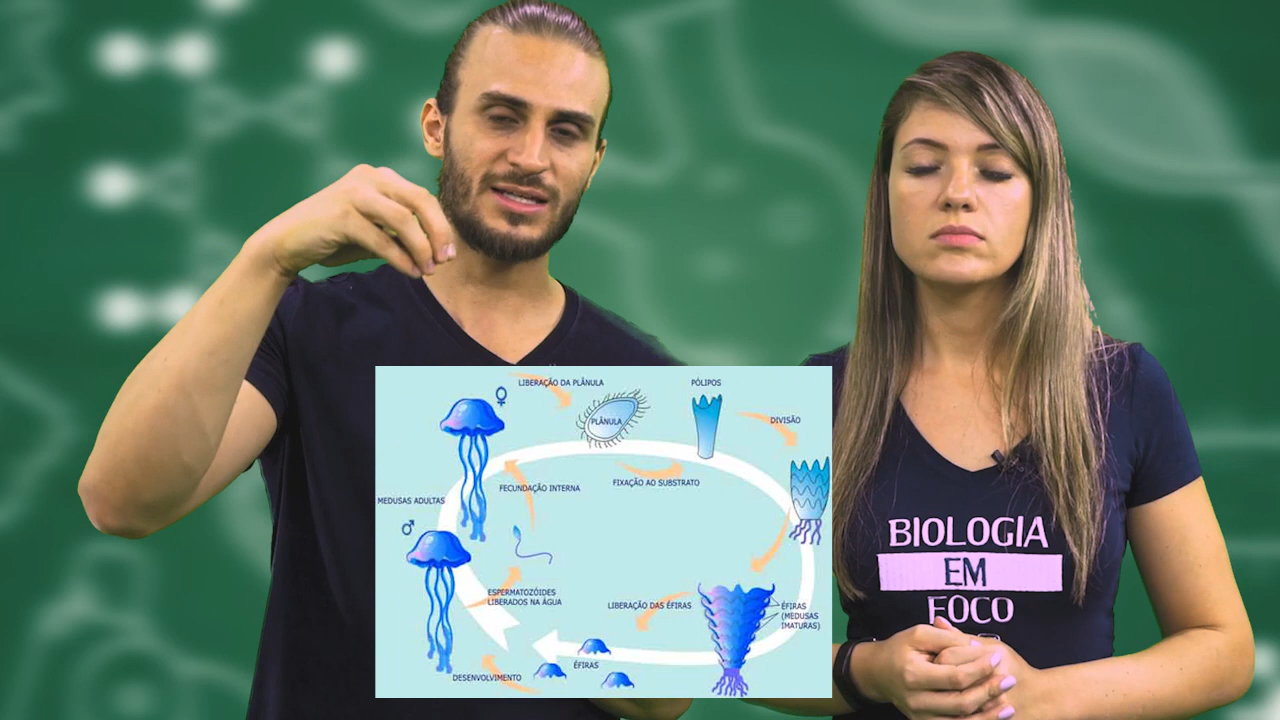 LIBERAÇÃO DA PLÂNULA
PÓLIPOS
PLÂNULA
DIVISÃO
FIXAÇÃO AO SUBSTRATO
FECUNDAÇÃO INTERNA
MEDUSAS ADULTAS
ESPERMATOZÓIDES
LIBERADOS NA ÁGUA
LIBERAÇÃO DAS ÉFIRAS
ÉFIRAS
(MEDUSAS
IMATURAS)
ÉFIRAS
DESENVOLVIMENTO
BIOLOGIA
EM
FOCO